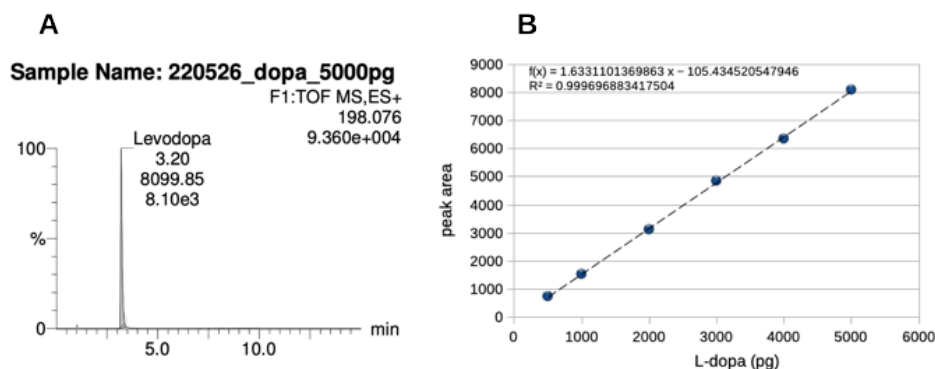 A
Sample Name: 220526_dopa_5000pg
F1:TOF MS,ES+
198.076
9.360e+004
Levodopa
3.20
8099.85
8.10e3
100
%
0
5.0
10.0
min
B
f(x) = 1.6331101369863 x − 105.434520547946
R² = 0.999696883417504
9000
8000
7000
6000
5000
4000
3000
2000
1000
0
peak area
0
1000
2000
3000
4000
5000
6000
L-dopa (pg)